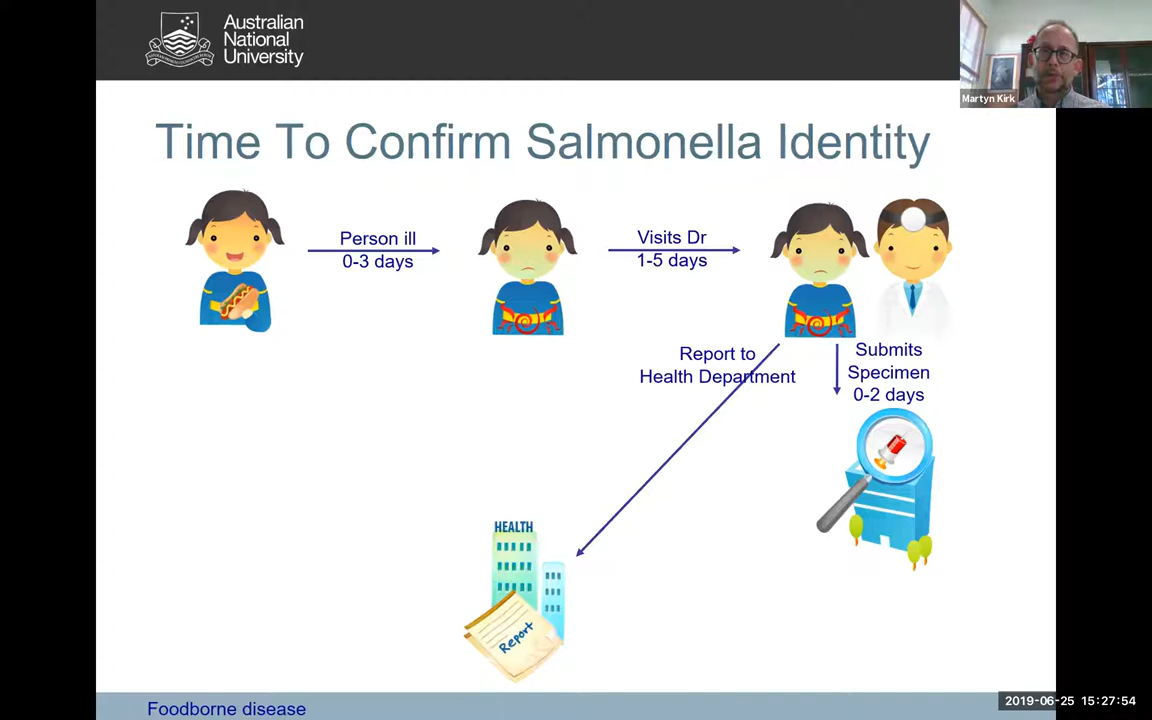 Australian
National
University
Martyn Kirk
Time To Confirm Salmonella Identity
Person ill
0-3 days
Visits Dr
1-5 days
Report to
Health Department
Submits
Specimen
0-2 days
HEALTH
Report
Foodborne disease
2019-06-25 15:27:54